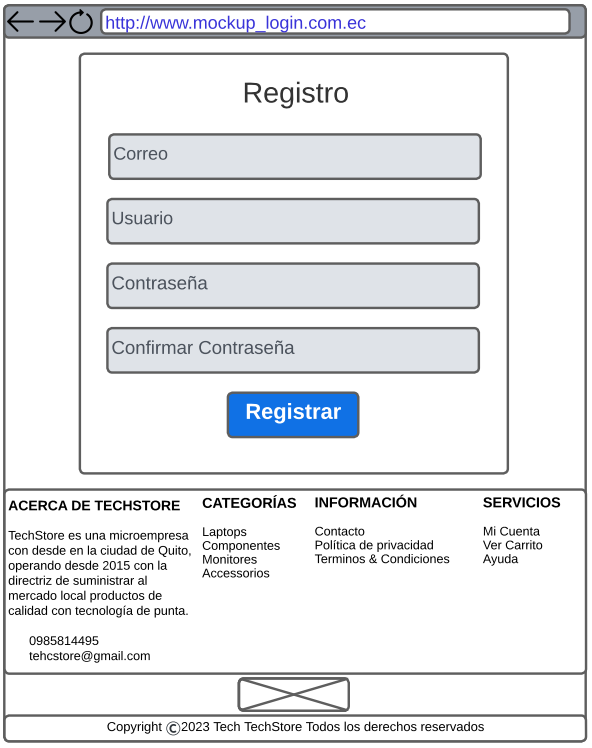 http://www.mockup_login.com.ec
Registro
Correo
Usuario
Contraseña
Confirmar Contraseña
Registrar
ACERCA DE TECHSTORE
TechStore es una microempresa
con desde en la ciudad de Quito,
operando desde 2015 con la
directriz de suministrar al
mercado local productos de
calidad con tecnología de punta.
0985814495
tehcstore@gmail.com
CATEGORÍAS
Laptops
Componentes
Monitores
Accessorios
INFORMACIÓN
Contacto
Política de privacidad
Terminos & Condiciones
SERVICIOS
Mi Cuenta
Ver Carrito
Ayuda
Copyright ©2023 Tech TechStore Todos los derechos reservados